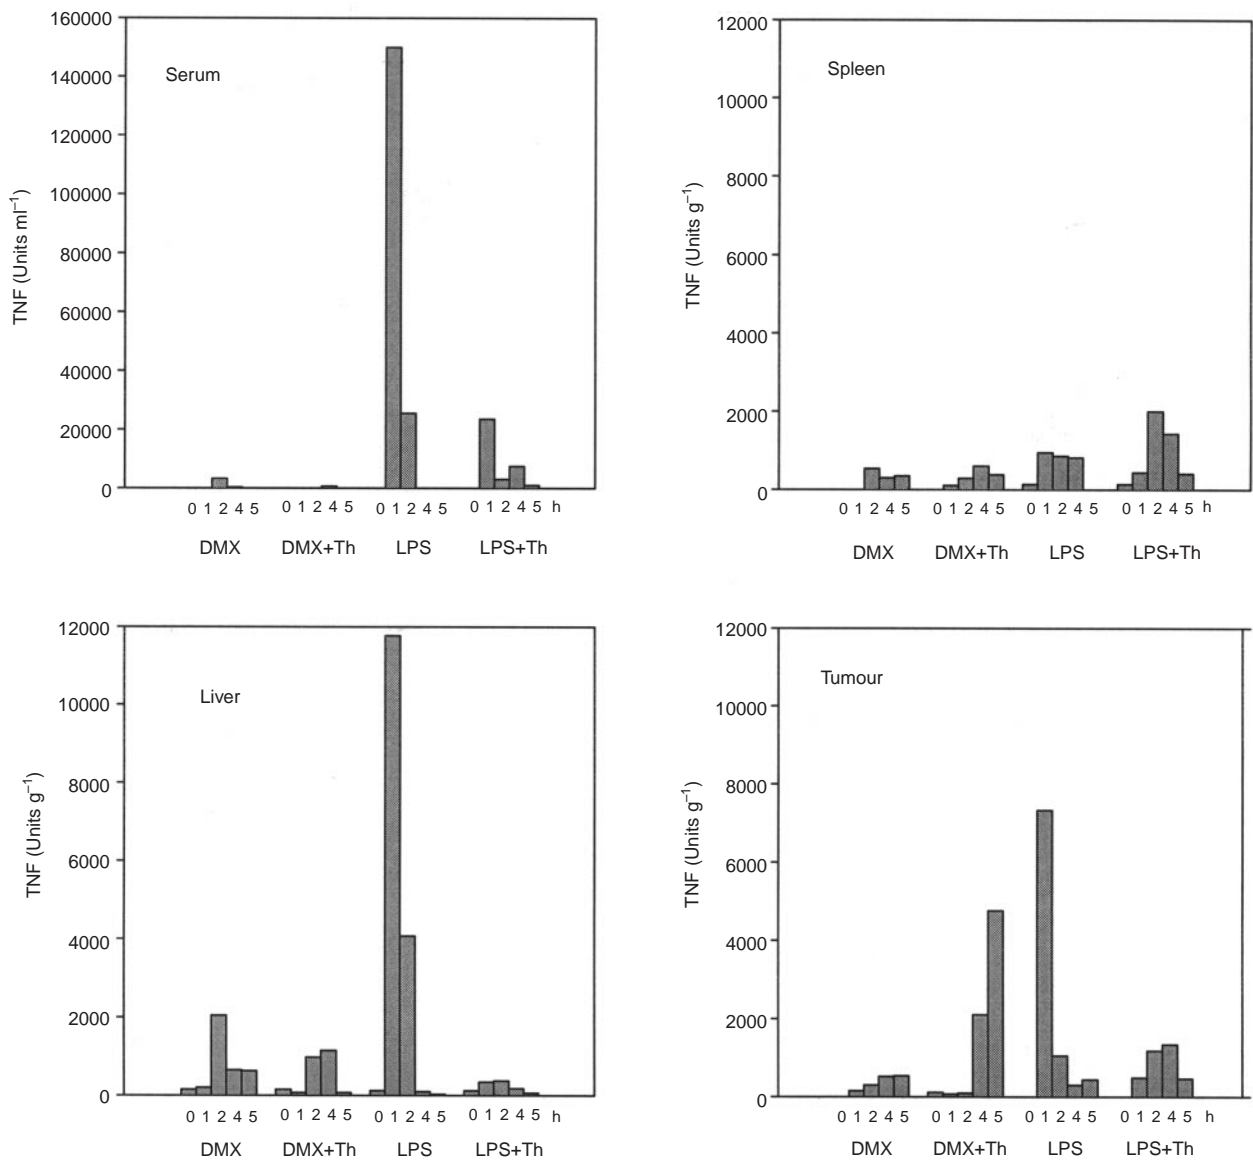 160000
140000
120000
100000
80000
60000
40000
20000
0
TNF (Units ml⁻¹)
Serum
0 1 2 4 5 0 1 2 4 5 0 1 2 4 5 0 1 2 4 5 h
DMX DMX+Th LPS LPS+Th
12000
10000
8000
6000
4000
2000
0
TNF (Units g⁻¹)
Spleen
0 1 2 4 5 0 1 2 4 5 0 1 2 4 5 0 1 2 4 5 h
DMX DMX+Th LPS LPS+Th
12000
10000
8000
6000
4000
2000
0
TNF (Units g⁻¹)
Liver
0 1 2 4 5 0 1 2 4 5 0 1 2 4 5 0 1 2 4 5 h
DMX DMX+Th LPS LPS+Th
12000
10000
8000
6000
4000
2000
0
TNF (Units g⁻¹)
Tumour
0 1 2 4 5 0 1 2 4 5 0 1 2 4 5 0 1 2 4 5 h
DMX DMX+Th LPS LPS+Th